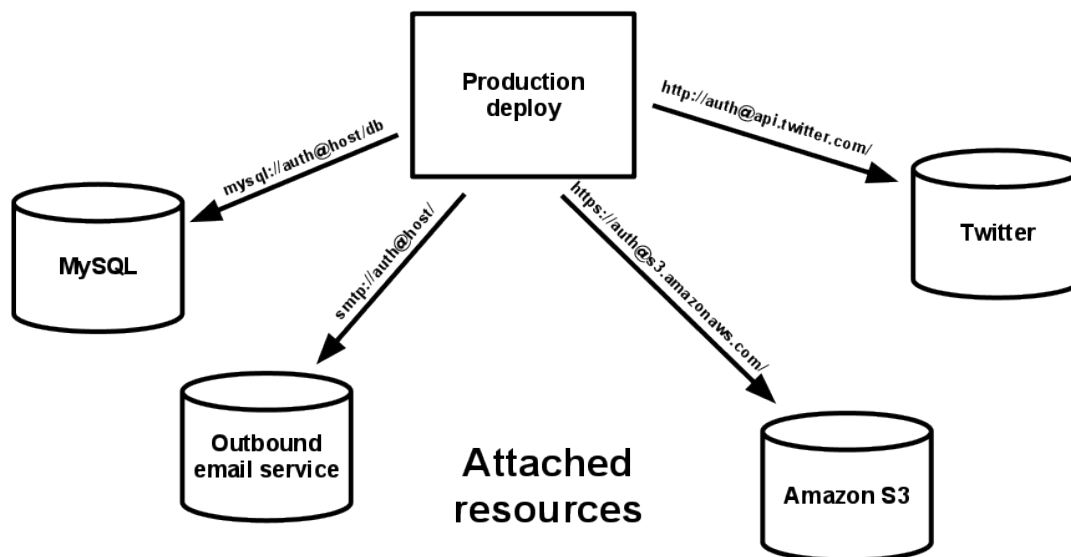 Production
deploy
mysql://auth@host/db
http://auth@api.twitter.com/
smtp://auth@host/
https://auth@s3.amazonaws.com/
MySQL
Twitter
Outbound
email service
Attached
resources
Amazon S3